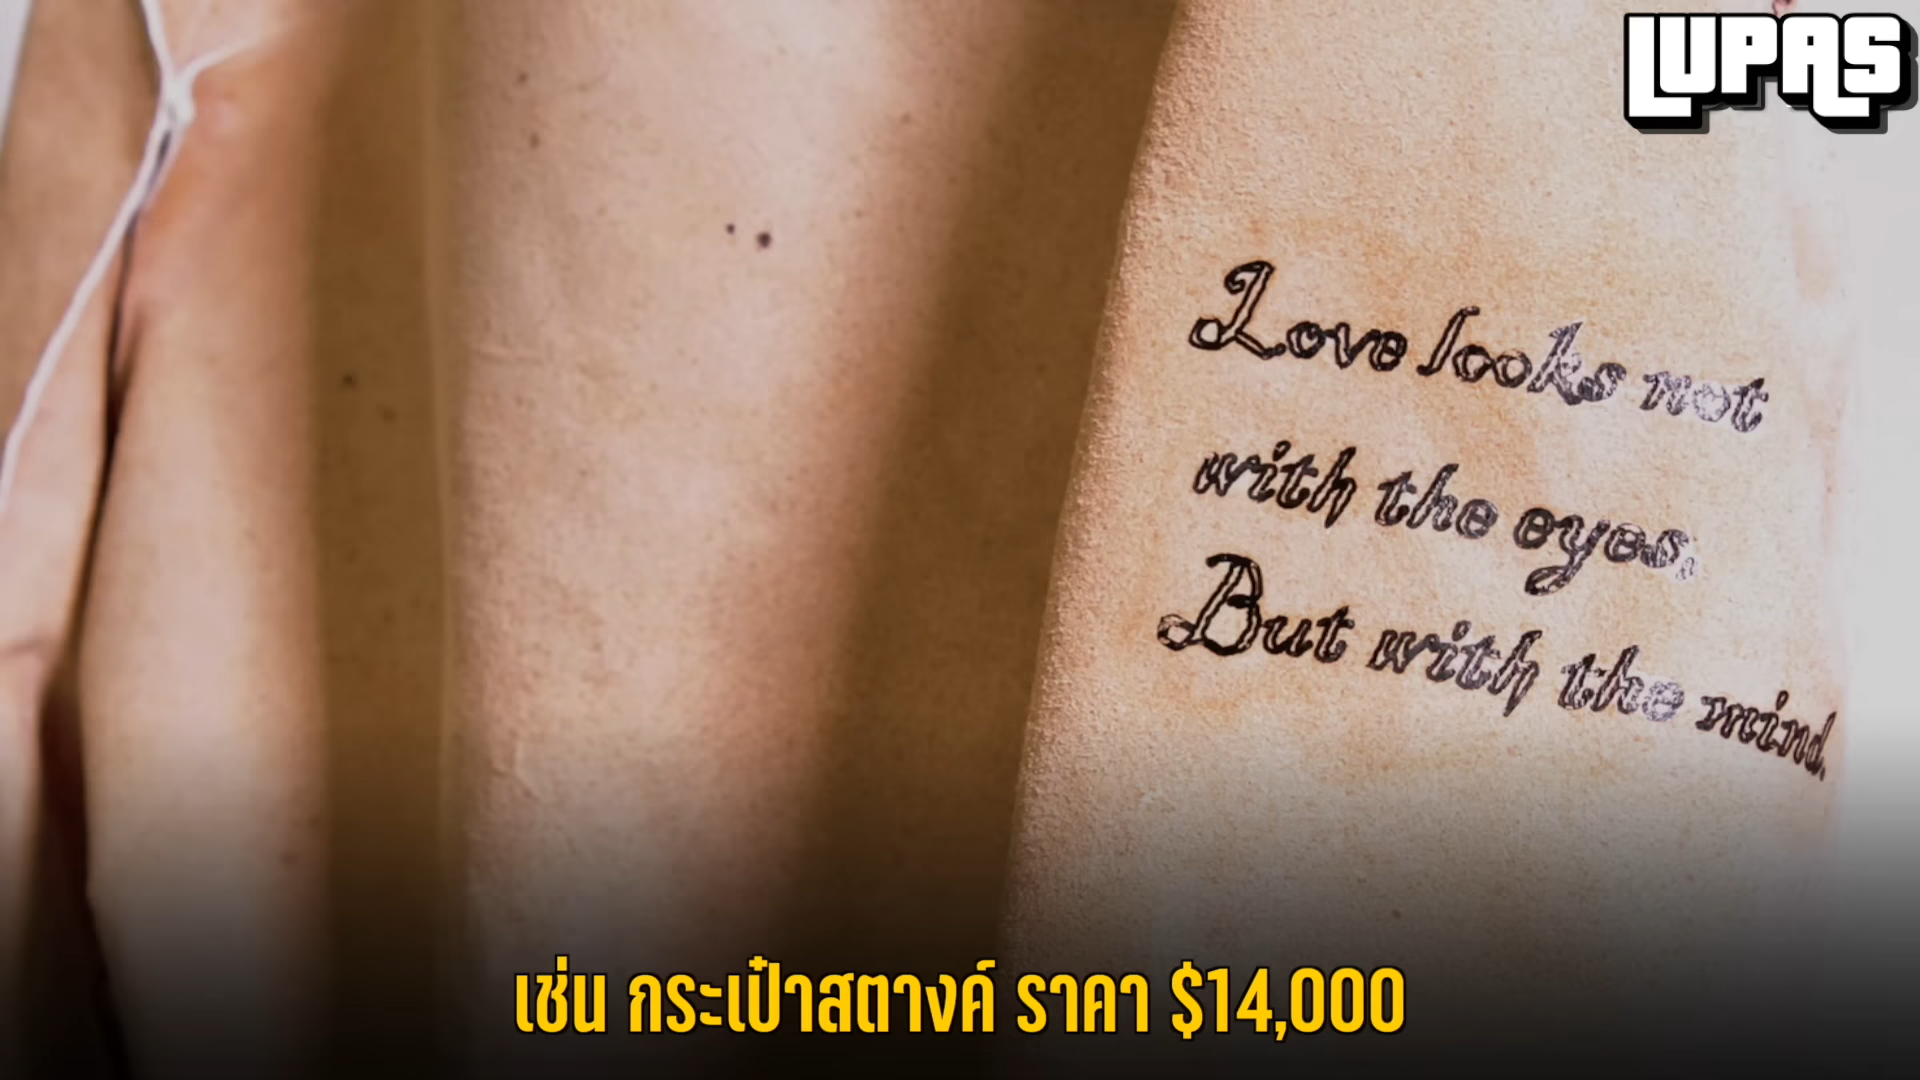 LUPAS
Love looks not
with the eyes,
But with the mind.
เช่น กระเป๋าสตางค์ ราคา $14,000